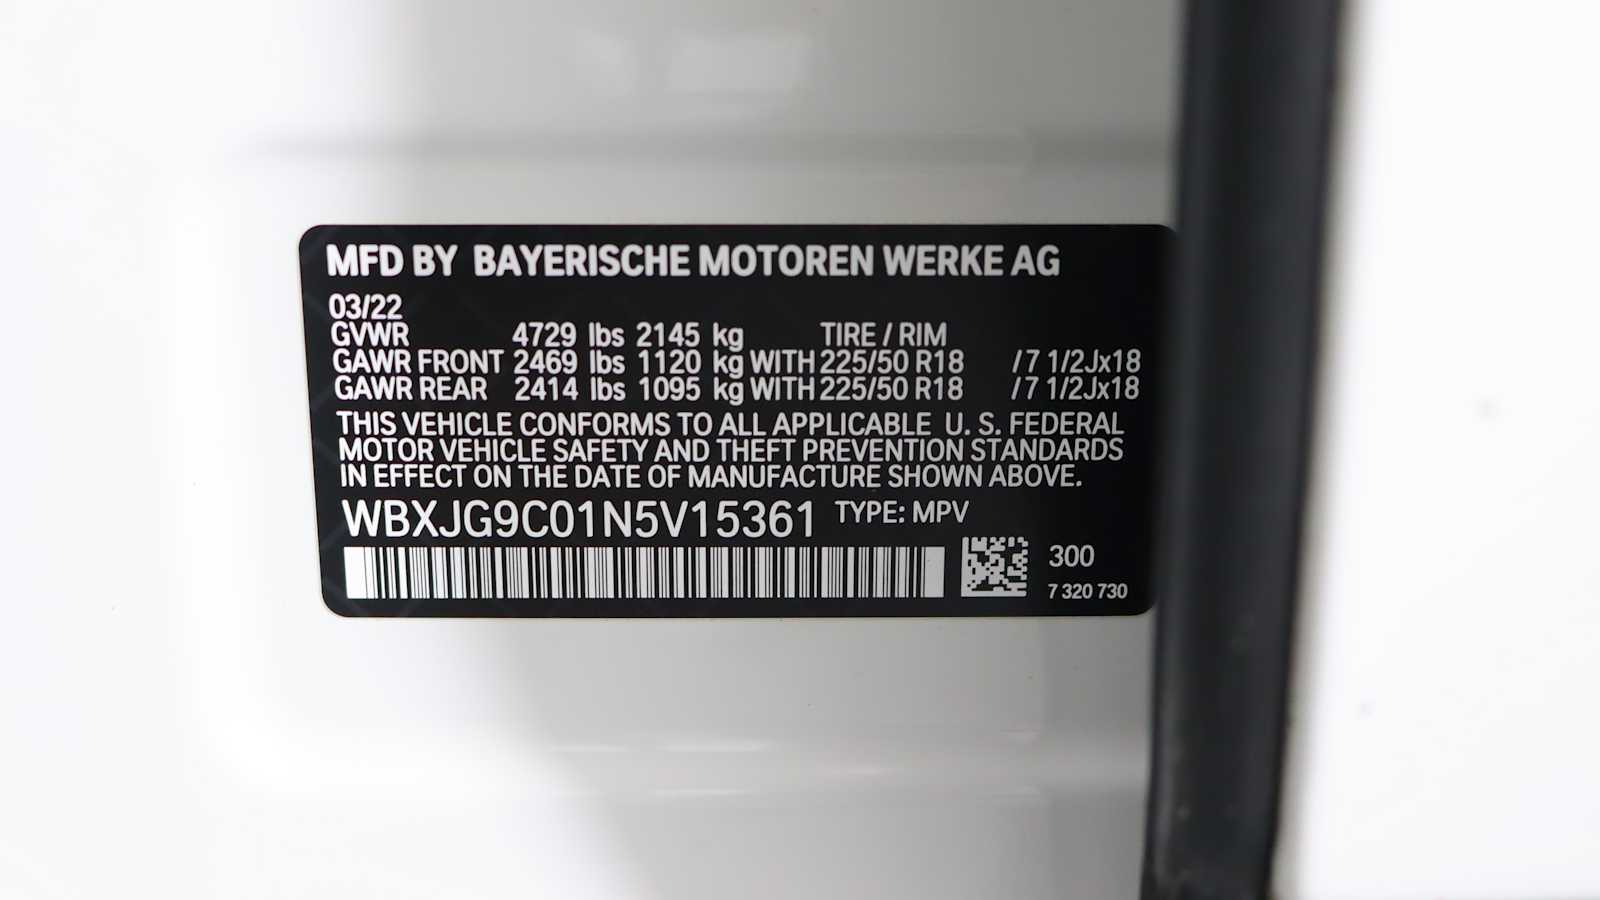 MFD BY BAYERISCHE MOTOREN WERKE AG
03/22
GVWR 4729 lbs 2145 kg TIRE / RIM
GAWR FRONT 2469 lbs 1120 kg WITH 225/50 R18 / 7 1/2Jx18
GAWR REAR 2414 lbs 1095 kg WITH 225/50 R18 / 7 1/2Jx18
THIS VEHICLE CONFORMS TO ALL APPLICABLE U. S. FEDERAL
MOTOR VEHICLE SAFETY AND THEFT PREVENTION STANDARDS
IN EFFECT ON THE DATE OF MANUFACTURE SHOWN ABOVE.
WBXJG9C01N5V15361 TYPE: MPV
300
7 320 730